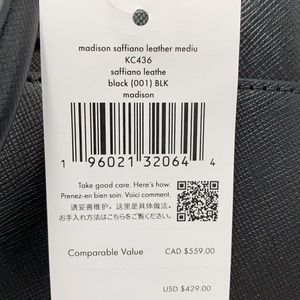 madison saffiano leather mediu
KC436
saffiano leathe
black (001) BLK
madison
1 96021 32064 4
Take good care. Here's how.
Prenez-en bien soin. Voici comment.
请妥善维护。这里是具体做法。
お手入れ方法はこちらをご覧ください。
Comparable Value CAD $559.00
USD $429.00